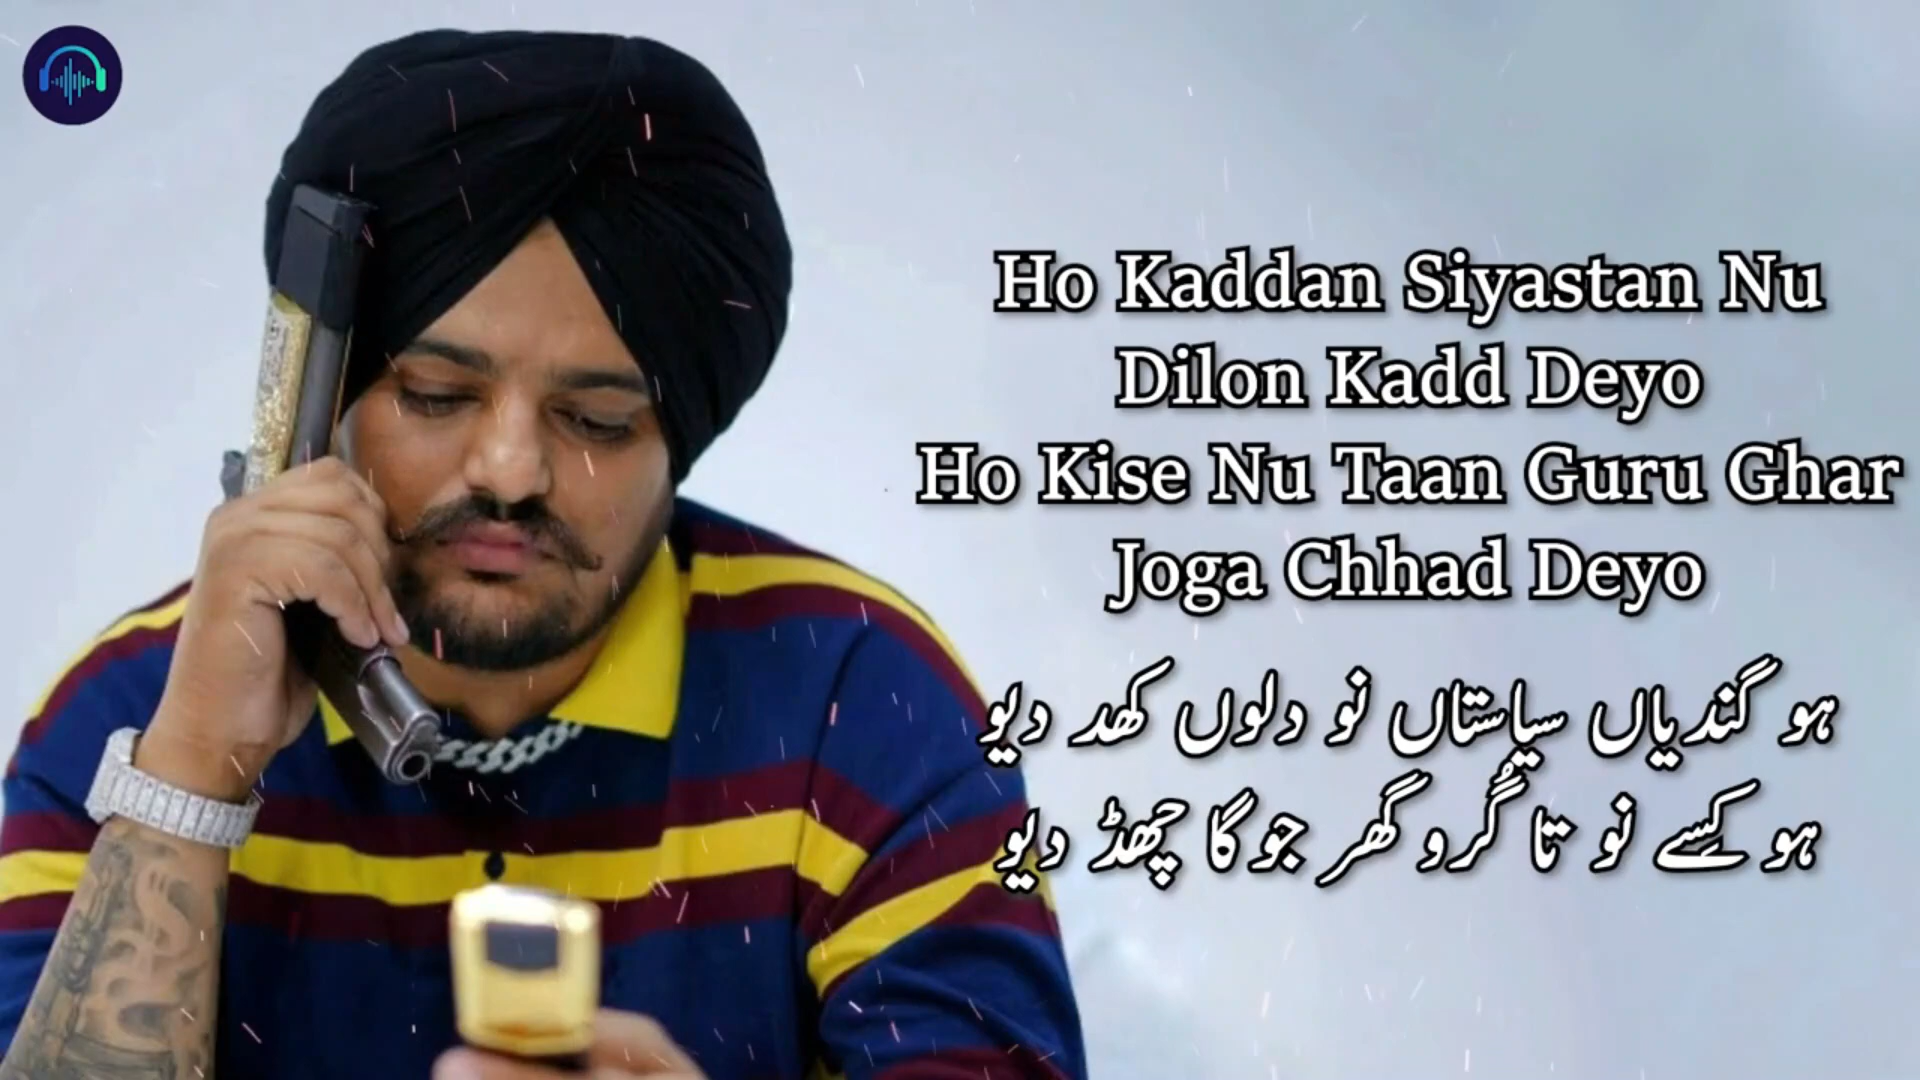 Ho Kaddan Siyastan Nu
Dilon Kadd Deyo
Ho Kise Nu Taan Guru Ghar
Joga Chhad Deyo
ہو گندیاں سیاستاں نو دلوں کھد دیو
ہو کسے نو تا گُرو گھر جوگا چھڈ دیو